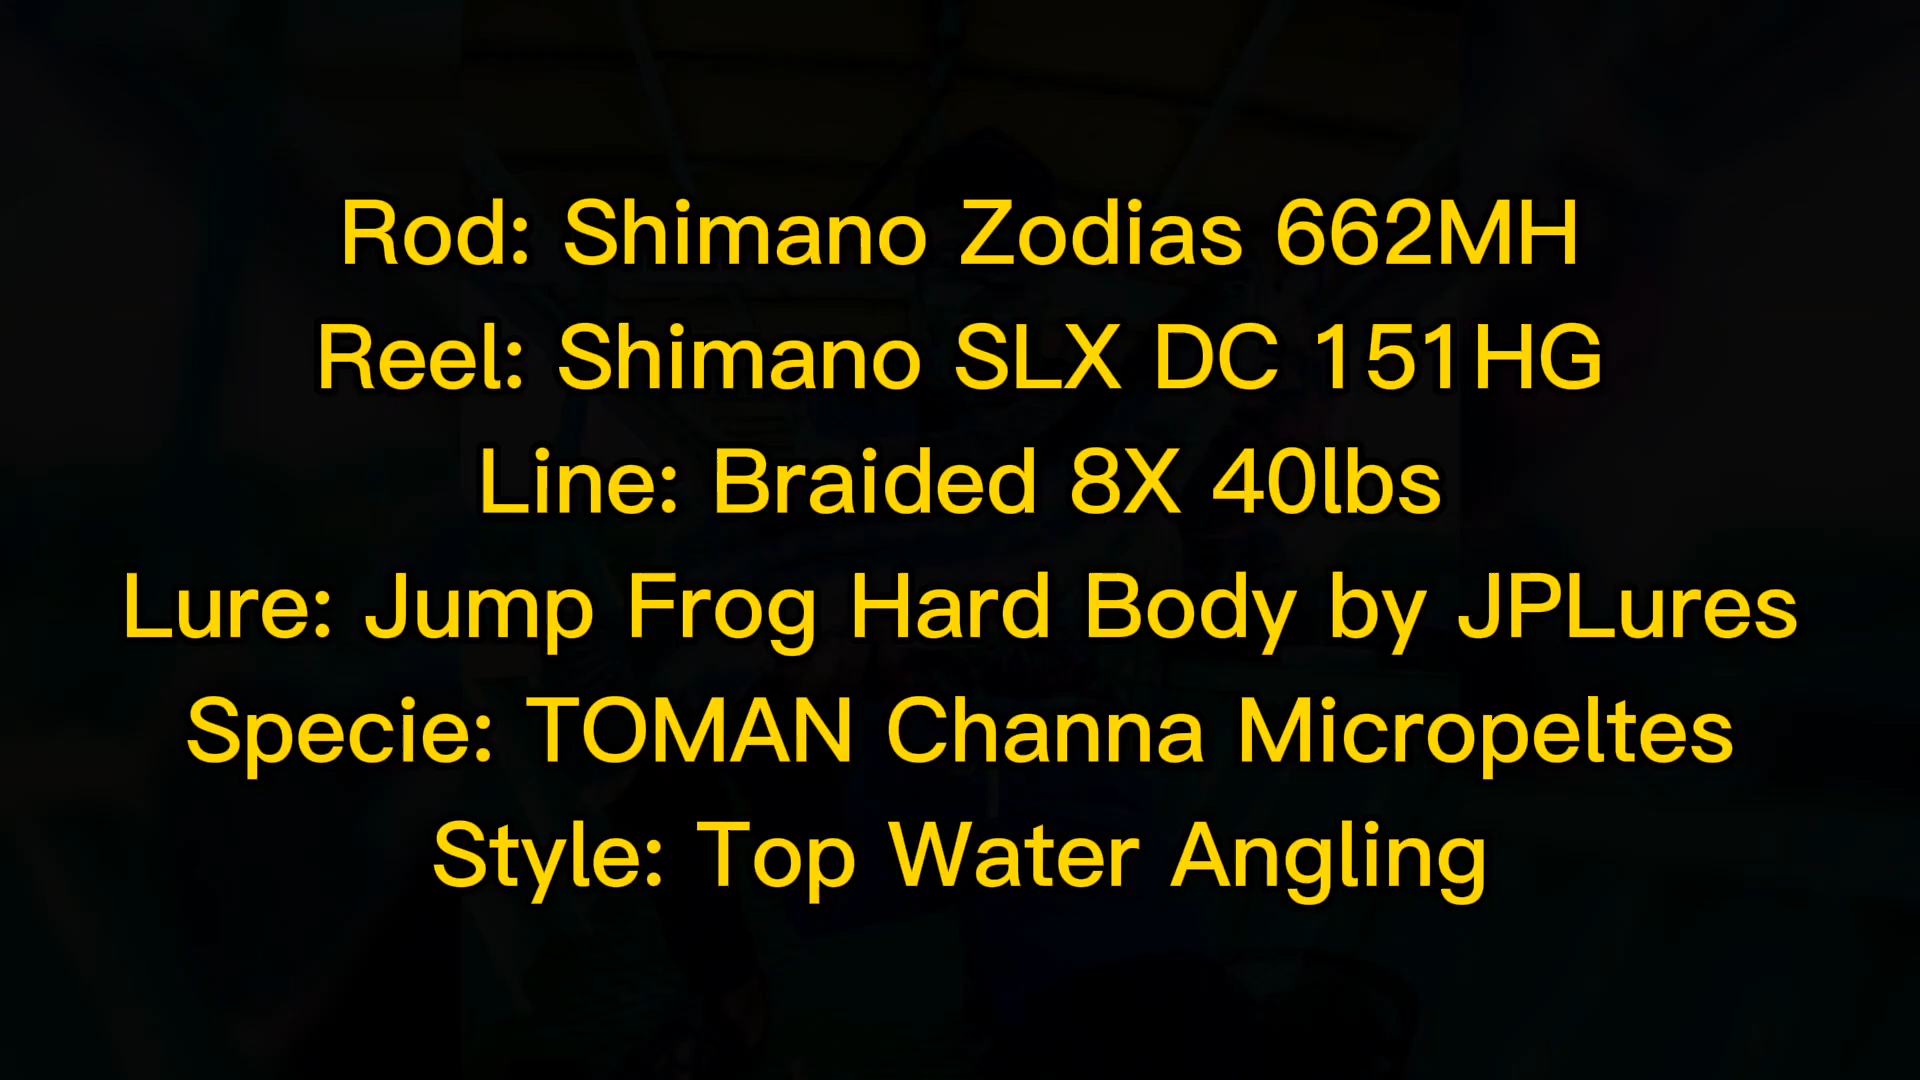 Rod: Shimano Zodias 662MH
Reel: Shimano SLX DC 151HG
Line: Braided 8X 40lbs
Lure: Jump Frog Hard Body by JPLures
Specie: TOMAN Channa Micropeltes
Style: Top Water Angling